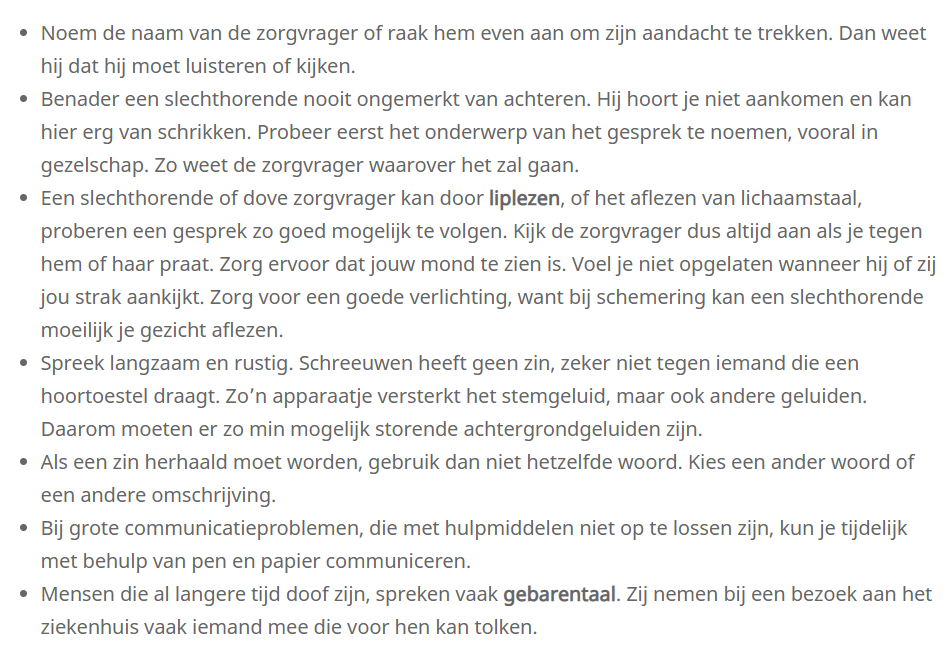 • Noem de naam van de zorgvrager of raak hem even aan om zijn aandacht te trekken. Dan weet
hij dat hij moet luisteren of kijken.
• Benader een slechthorende nooit ongemerkt van achteren. Hij hoort je niet aankomen en kan
hier erg van schrikken. Probeer eerst het onderwerp van het gesprek te noemen, vooral in
gezelschap. Zo weet de zorgvrager waarover het zal gaan.
• Een slechthorende of dove zorgvrager kan door liplezen, of het aflezen van lichaamstaal,
proberen een gesprek zo goed mogelijk te volgen. Kijk de zorgvrager dus altijd aan als je tegen
hem of haar praat. Zorg ervoor dat jouw mond te zien is. Voel je niet opgelaten wanneer hij of zij
jou strak aankijkt. Zorg voor een goede verlichting, want bij schemering kan een slechthorende
moeilijk je gezicht aflezen.
• Spreek langzaam en rustig. Schreeuwen heeft geen zin, zeker niet tegen iemand die een
hoortoestel draagt. Zo’n apparaatje versterkt het stemgeluid, maar ook andere geluiden.
Daarom moeten er zo min mogelijk storende achtergrondgeluiden zijn.
• Als een zin herhaald moet worden, gebruik dan niet hetzelfde woord. Kies een ander woord of
een andere omschrijving.
• Bij grote communicatieproblemen, die met hulpmiddelen niet op te lossen zijn, kun je tijdelijk
met behulp van pen en papier communiceren.
• Mensen die al langere tijd doof zijn, spreken vaak gebarentaal. Zij nemen bij een bezoek aan het
ziekenhuis vaak iemand mee die voor hen kan tolken.